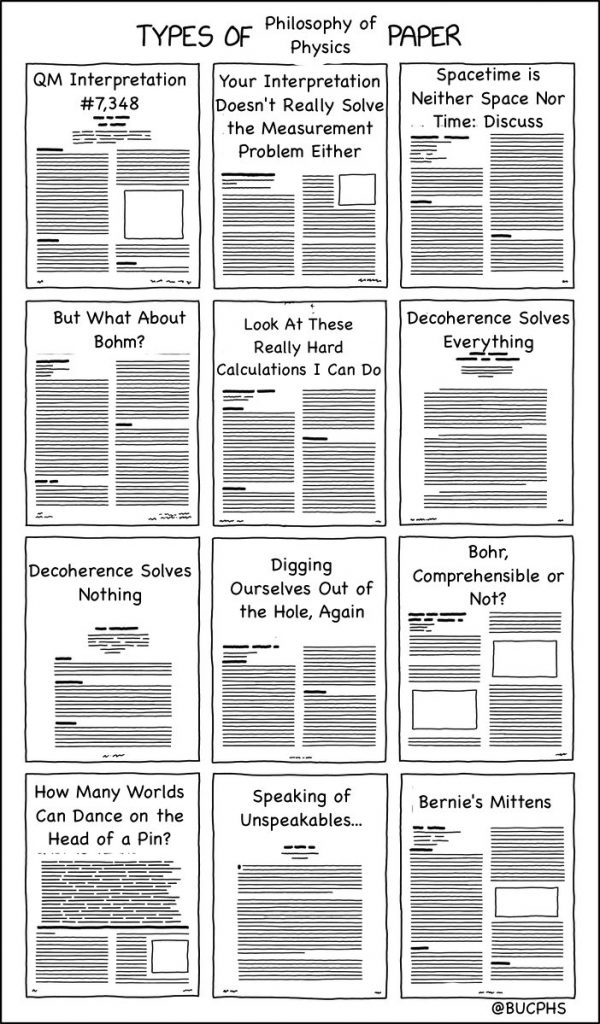 TYPES OF Philosophy of Physics PAPER
QM Interpretation
#7,348
Your Interpretation
Doesn't Really Solve
the Measurement
Problem Either
Spacetime is
Neither Space Nor
Time: Discuss
But What About
Bohm?
Look At These
Really Hard
Calculations I Can Do
Decoherence Solves
Everything
Decoherence Solves
Nothing
Digging
Ourselves Out of
the Hole, Again
Bohr,
Comprehensible or
Not?
How Many Worlds
Can Dance on the
Head of a Pin?
Speaking of
Unspeakables...
Bernie's Mittens
@BUCPHS